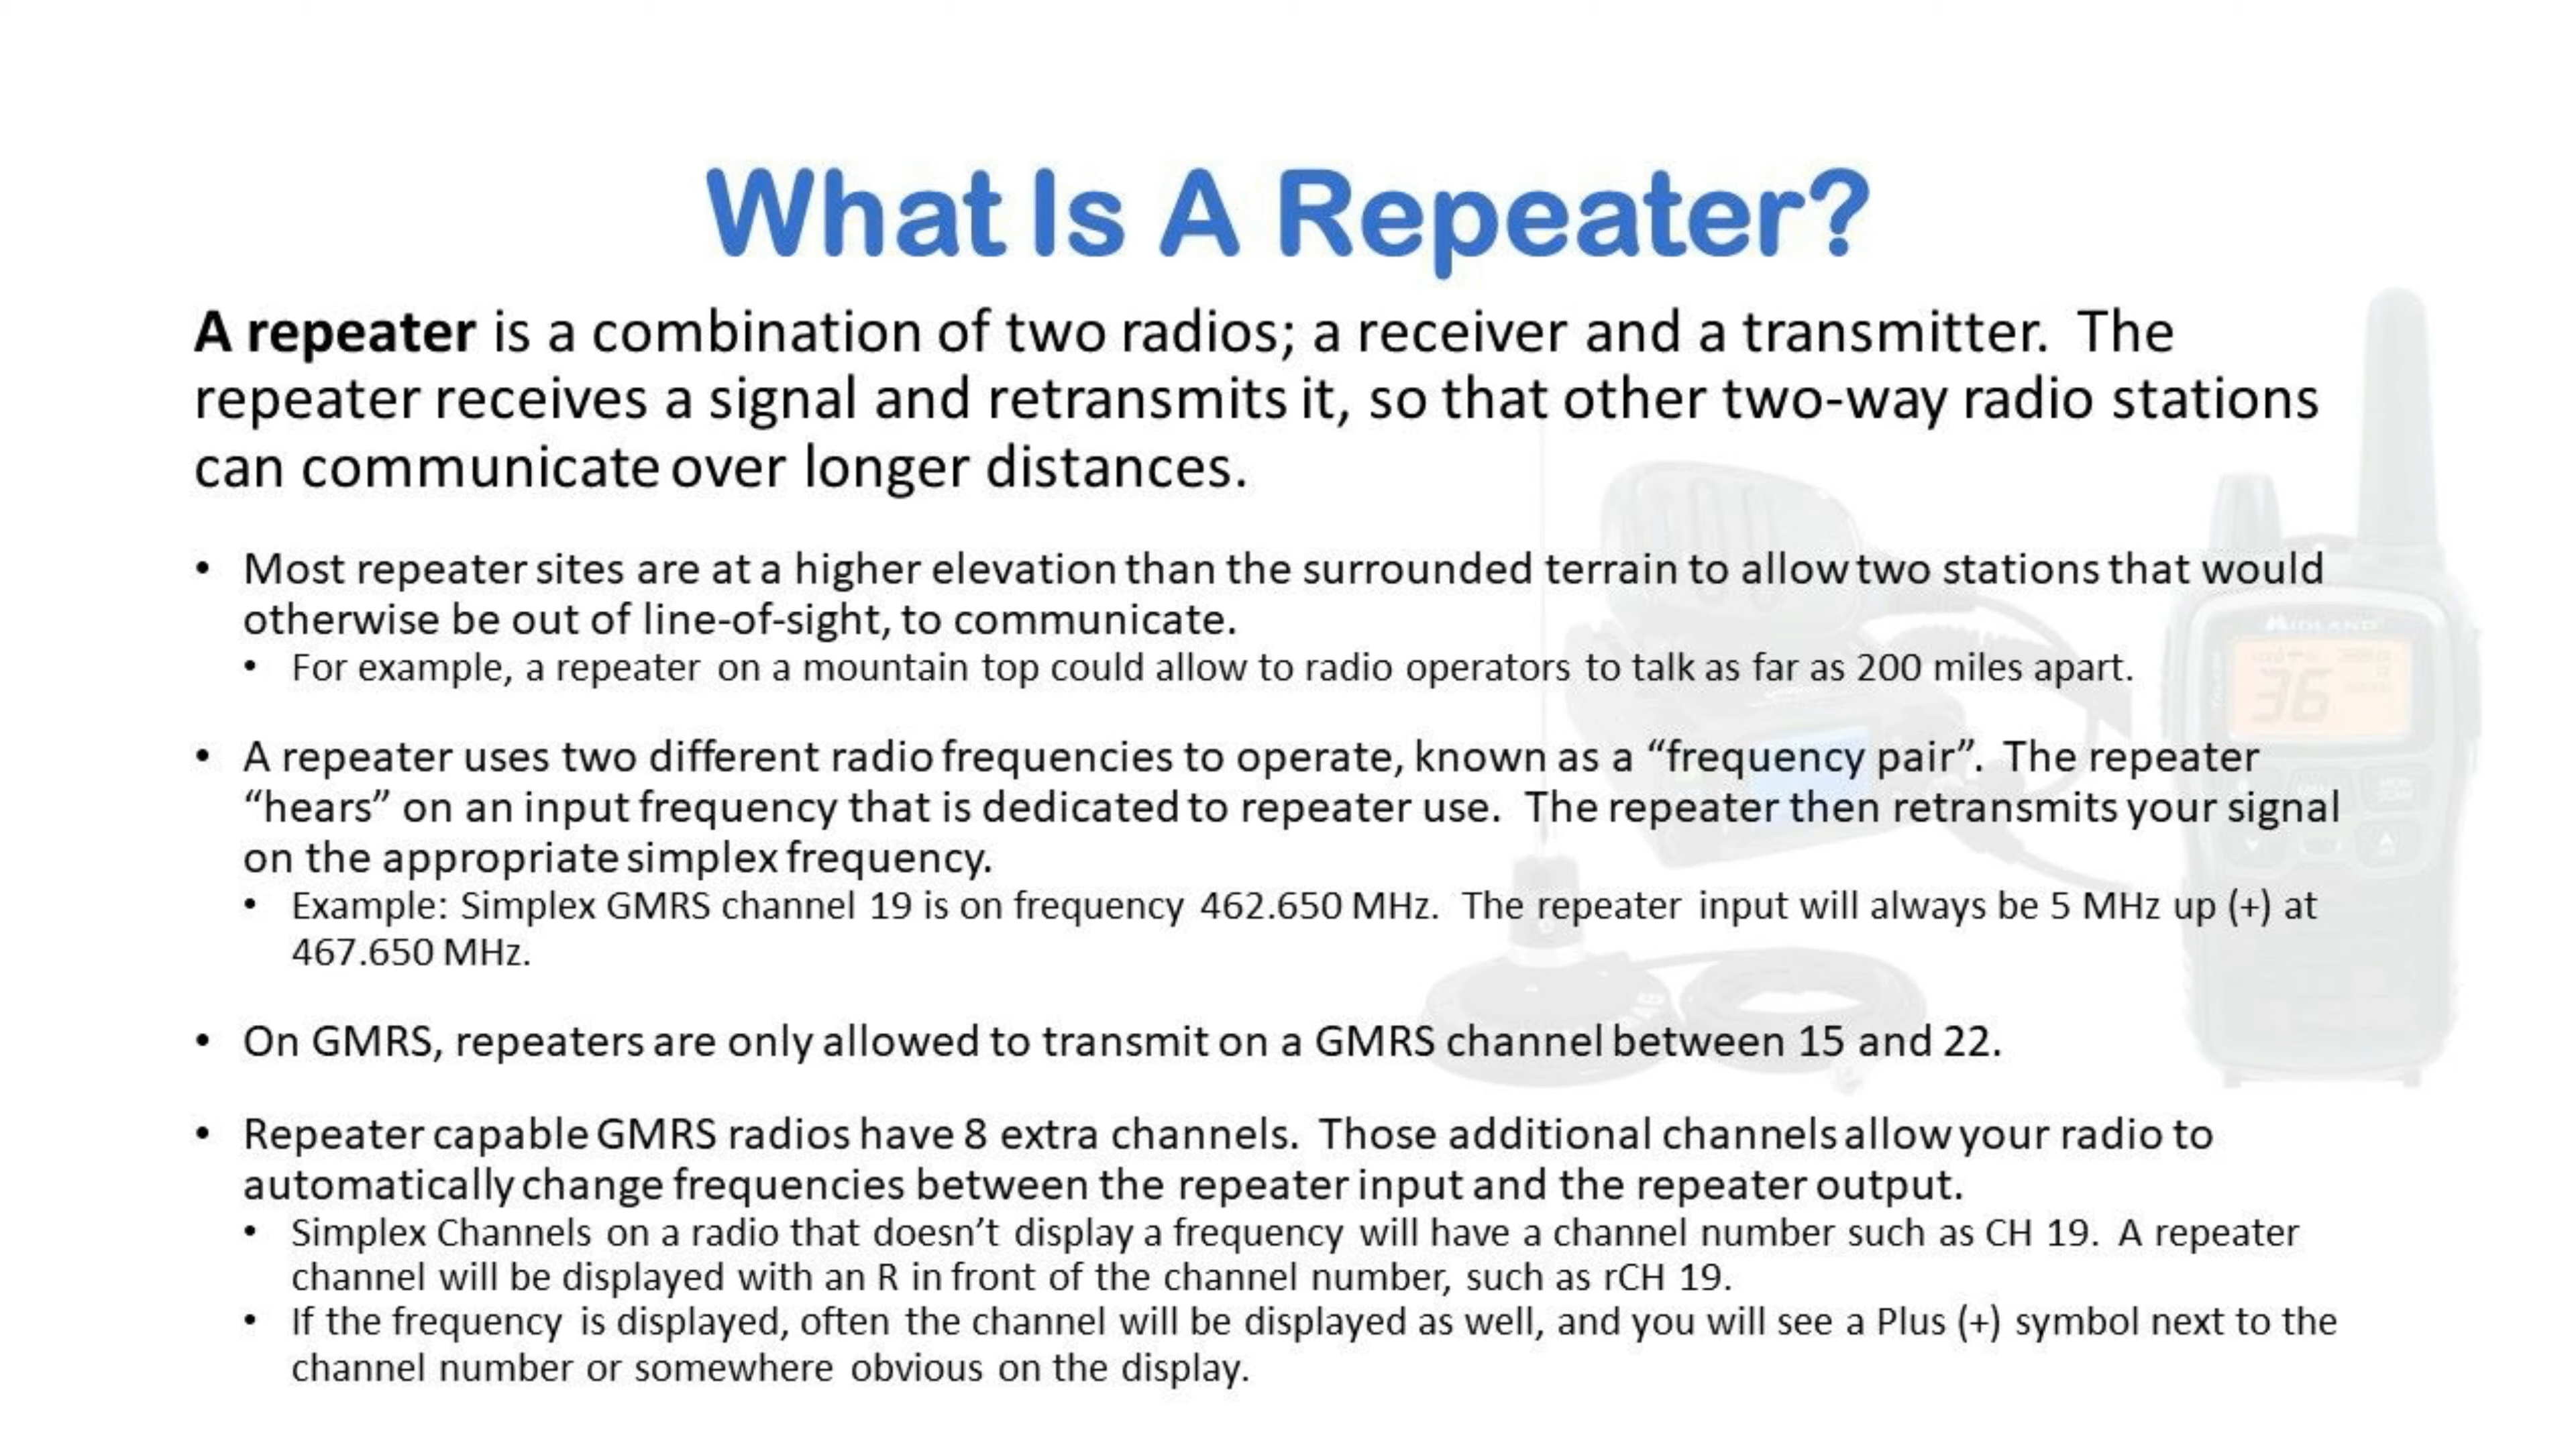 What Is A Repeater?
A repeater is a combination of two radios; a receiver and a transmitter. The
repeater receives a signal and retransmits it, so that other two-way radio stations
can communicate over longer distances.
• Most repeater sites are at a higher elevation than the surrounded terrain to allow two stations that would
otherwise be out of line-of-sight, to communicate.
• For example, a repeater on a mountain top could allow to radio operators to talk as far as 200 miles apart.
• A repeater uses two different radio frequencies to operate, known as a “frequency pair”. The repeater
“hears” on an input frequency that is dedicated to repeater use. The repeater then retransmits your signal
on the appropriate simplex frequency.
• Example: Simplex GMRS channel 19 is on frequency 462.650 MHz. The repeater input will always be 5 MHz up (+) at
467.650 MHz.
• On GMRS, repeaters are only allowed to transmit on a GMRS channel between 15 and 22.
• Repeater capable GMRS radios have 8 extra channels. Those additional channels allow your radio to
automatically change frequencies between the repeater input and the repeater output.
• Simplex Channels on a radio that doesn’t display a frequency will have a channel number such as CH 19. A repeater
channel will be displayed with an R in front of the channel number, such as rCH 19.
• If the frequency is displayed, often the channel will be displayed as well, and you will see a Plus (+) symbol next to the
channel number or somewhere obvious on the display.
MIDLAND
36